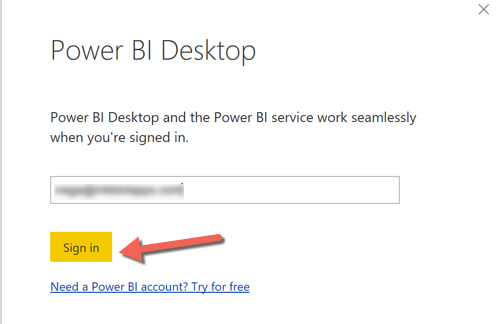 Power BI Desktop
Power BI Desktop and the Power BI service work seamlessly
when you're signed in.
Sign in
Need a Power BI account? Try for free